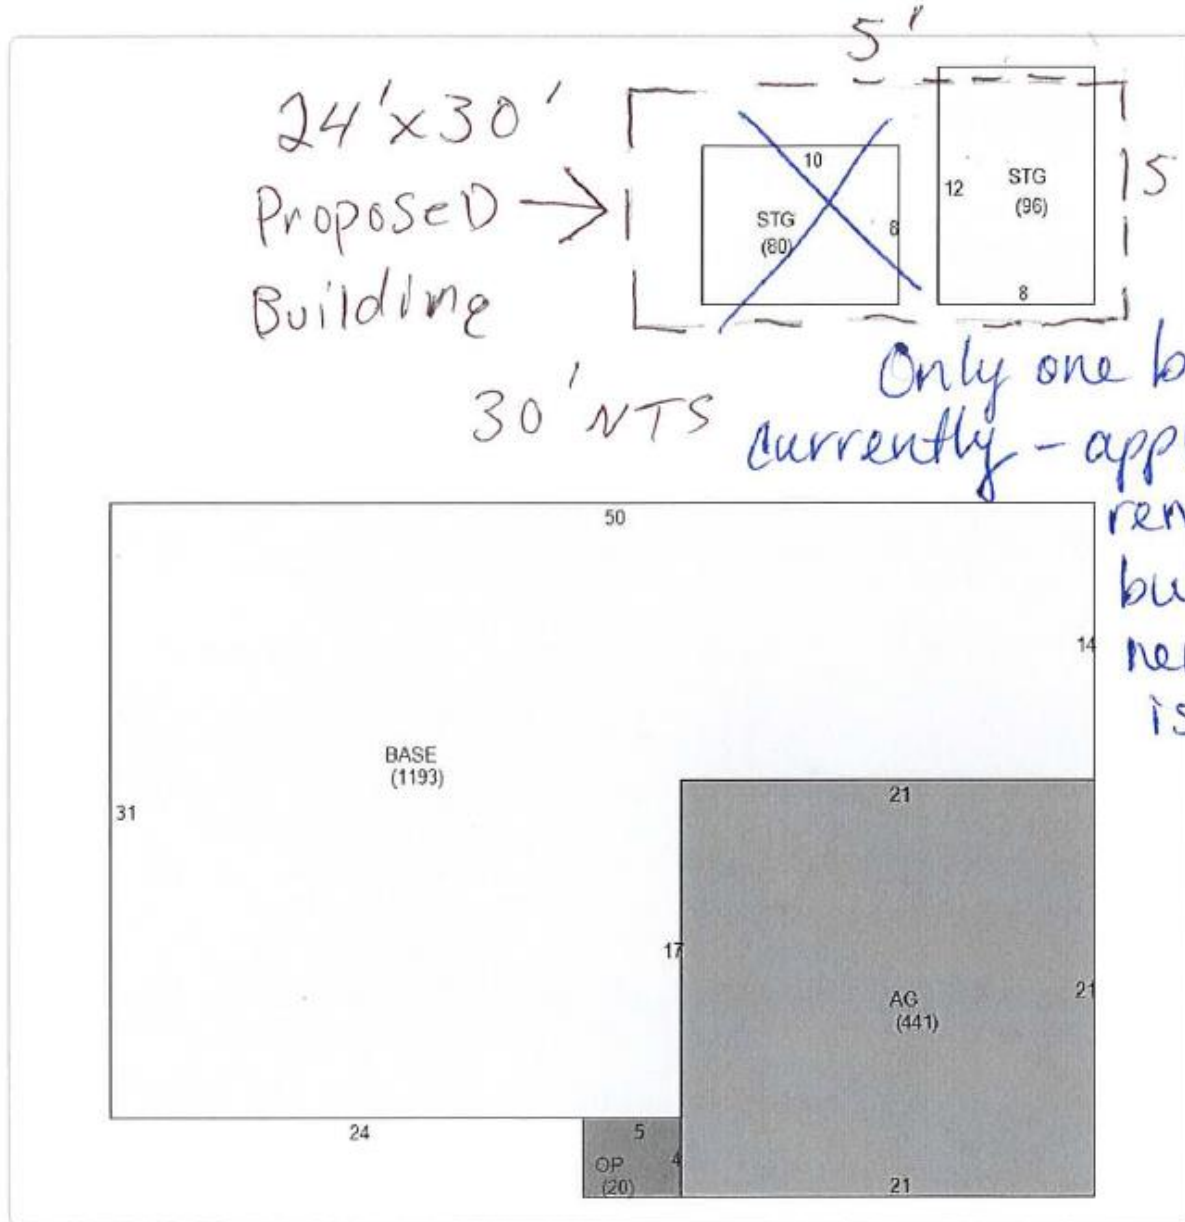 5'
24'x30'
Proposed
Building
10
STG
(80)
8
12
STG
(96)
8
15
30' NTS
Only one
currently -
50
14
is
BASE
(1193)
31
21
17
AG
(441)
21
24
5
OP
(20)
4
21